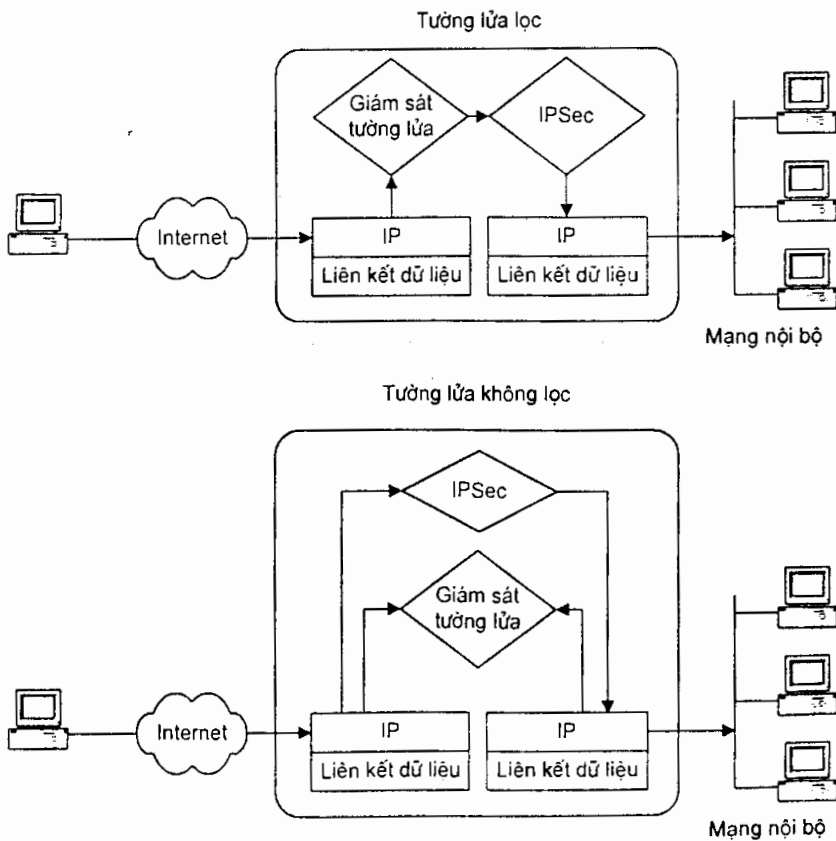 Tường lửa lọc
Giám sát
tường lửa
IPSec
Internet
IP
IP
Liên kết dữ liệu
Liên kết dữ liệu
Mạng nội bộ
Tường lửa không lọc
IPSec
Giám sát
tường lửa
Internet
IP
IP
Liên kết dữ liệu
Liên kết dữ liệu
Mạng nội bộ